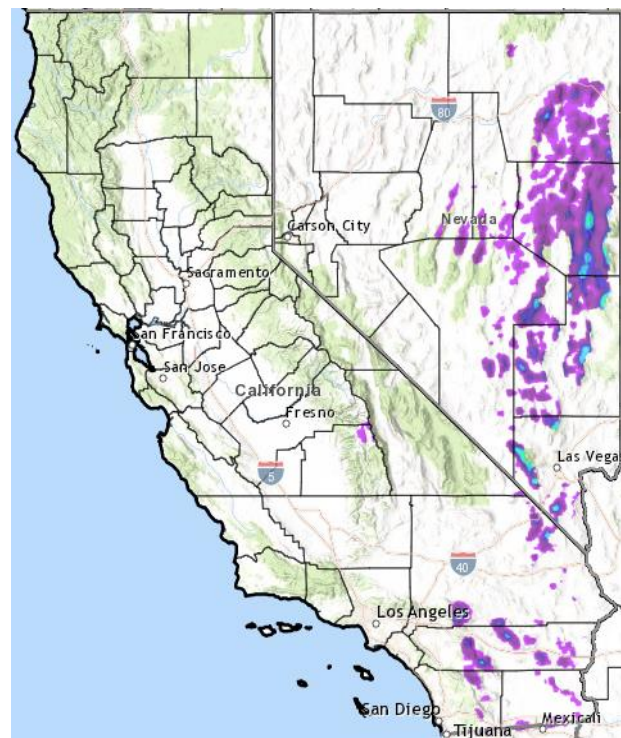 80
Nevada
Carson City
Sacramento
San Francisco
San Jose
California
Fresno
5
Las Vega
40
Los Angeles
San Diego
Tijuana
Mexicali